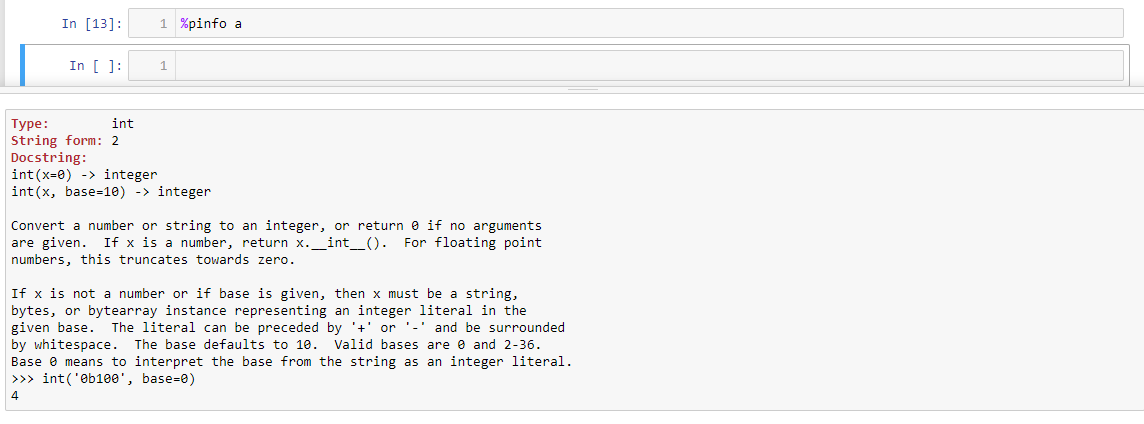 In [13]: 1 %pinfo a
In [ ]: 1
Type: int
String form: 2
Docstring:
int(x=0) -> integer
int(x, base=10) -> integer
Convert a number or string to an integer, or return 0 if no arguments
are given.  If x is a number, return x.__int__().  For floating point
numbers, this truncates towards zero.
If x is not a number or if base is given, then x must be a string,
bytes, or bytearray instance representing an integer literal in the
given base.  The literal can be preceded by '+' or '-' and be surrounded
by whitespace.  The base defaults to 10.  Valid bases are 0 and 2-36.
Base 0 means to interpret the base from the string as an integer literal.
>>> int('0b100', base=0)
4